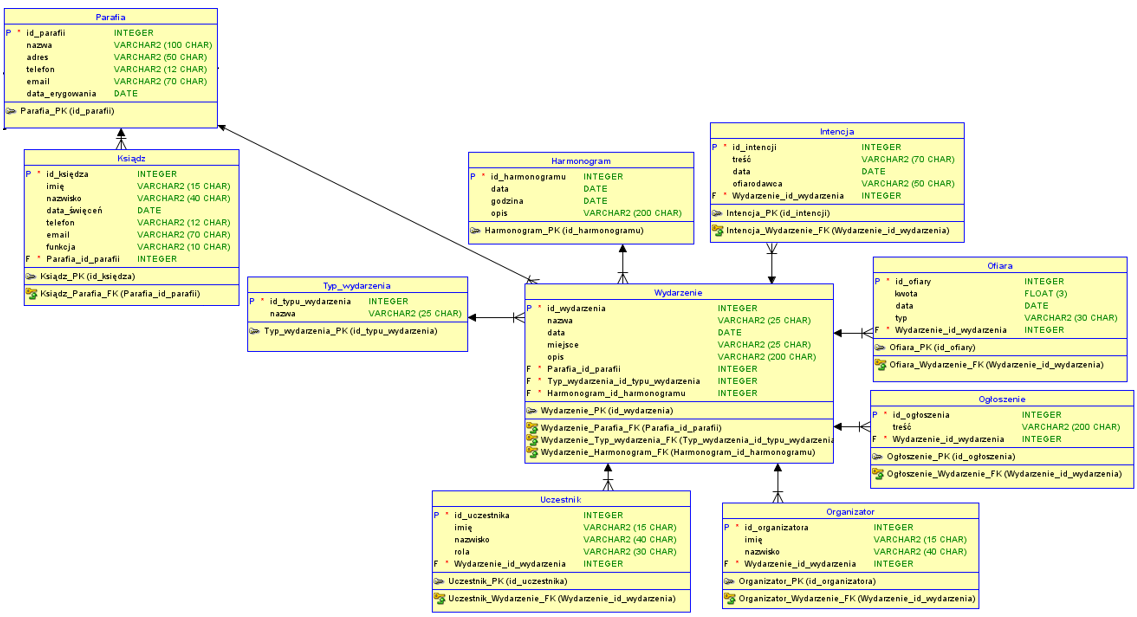 Parafia
P * id_parafii INTEGER
nazwa VARCHAR2 (100 CHAR)
adres VARCHAR2 (50 CHAR)
telefon VARCHAR2 (12 CHAR)
email VARCHAR2 (70 CHAR)
data_erygowania DATE
Parafia_PK (id_parafii)
Ksiądz
P * id_księdza INTEGER
imię VARCHAR2 (15 CHAR)
nazwisko VARCHAR2 (40 CHAR)
data_święceń DATE
telefon VARCHAR2 (12 CHAR)
email VARCHAR2 (70 CHAR)
funkcja VARCHAR2 (10 CHAR)
F * Parafia_id_parafii INTEGER
Ksiądz_PK (id_księdza)
Ksiądz_Parafia_FK (Parafia_id_parafii)
Harmonogram
P * id_harmonogramu INTEGER
data DATE
godzina DATE
opis VARCHAR2 (200 CHAR)
Harmonogram_PK (id_harmonogramu)
Intencja
P * id_intencji INTEGER
treść VARCHAR2 (70 CHAR)
data DATE
ofiarodawca VARCHAR2 (50 CHAR)
F * Wydarzenie_id_wydarzenia INTEGER
Intencja_PK (id_intencji)
Intencja_Wydarzenie_FK (Wydarzenie_id_wydarzenia)
Typ_wydarzenia
P * id_typu_wydarzenia INTEGER
nazwa VARCHAR2 (25 CHAR)
Typ_wydarzenia_PK (id_typu_wydarzenia)
Wydarzenie
P * id_wydarzenia INTEGER
nazwa VARCHAR2 (25 CHAR)
data DATE
miejsce VARCHAR2 (25 CHAR)
opis VARCHAR2 (200 CHAR)
F * Parafia_id_parafii INTEGER
F * Typ_wydarzenia_id_typu_wydarzenia INTEGER
F * Harmonogram_id_harmonogramu INTEGER
Wydarzenie_PK (id_wydarzenia)
Wydarzenie_Parafia_FK (Parafia_id_parafii)
Wydarzenie_Typ_wydarzenia_FK (Typ_wydarzenia_id_typu_wydarzenia
Wydarzenie_Harmonogram_FK (Harmonogram_id_harmonogramu)
Ofiara
P * id_ofiary INTEGER
kwota FLOAT (3)
data DATE
typ VARCHAR2 (30 CHAR)
F * Wydarzenie_id_wydarzenia INTEGER
Ofiara_PK (id_ofiary)
Ofiara_Wydarzenie_FK (Wydarzenie_id_wydarzenia)
Ogłoszenie
P * id_ogłoszenia INTEGER
treść VARCHAR2 (200 CHAR)
F * Wydarzenie_id_wydarzenia INTEGER
Ogłoszenie_PK (id_ogłoszenia)
Ogłoszenie_Wydarzenie_FK (Wydarzenie_id_wydarzenia)
Uczestnik
P * id_uczestnika INTEGER
imię VARCHAR2 (15 CHAR)
nazwisko VARCHAR2 (40 CHAR)
rola VARCHAR2 (30 CHAR)
F * Wydarzenie_id_wydarzenia INTEGER
Uczestnik_PK (id_uczestnika)
Uczestnik_Wydarzenie_FK (Wydarzenie_id_wydarzenia)
Organizator
P * id_organizatora INTEGER
imię VARCHAR2 (15 CHAR)
nazwisko VARCHAR2 (40 CHAR)
F * Wydarzenie_id_wydarzenia INTEGER
Organizator_PK (id_organizatora)
Organizator_Wydarzenie_FK (Wydarzenie_id_wydarzenia)